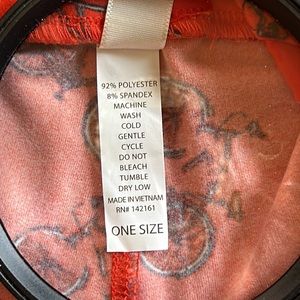 92% POLYESTER
8% SPANDEX
MACHINE
WASH
COLD
GENTLE
CYCLE
DO NOT
BLEACH
TUMBLE
DRY LOW
MADE IN VIETNAM
RN# 142161
ONE SIZE